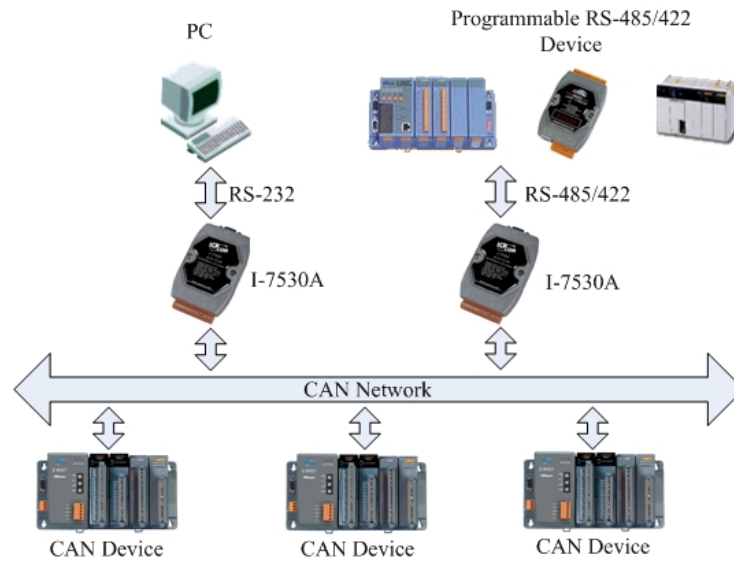 PC
Programmable RS-485/422
Device
RS-232
RS-485/422
I-7530A
I-7530A
CAN Network
CAN Device
CAN Device
CAN Device